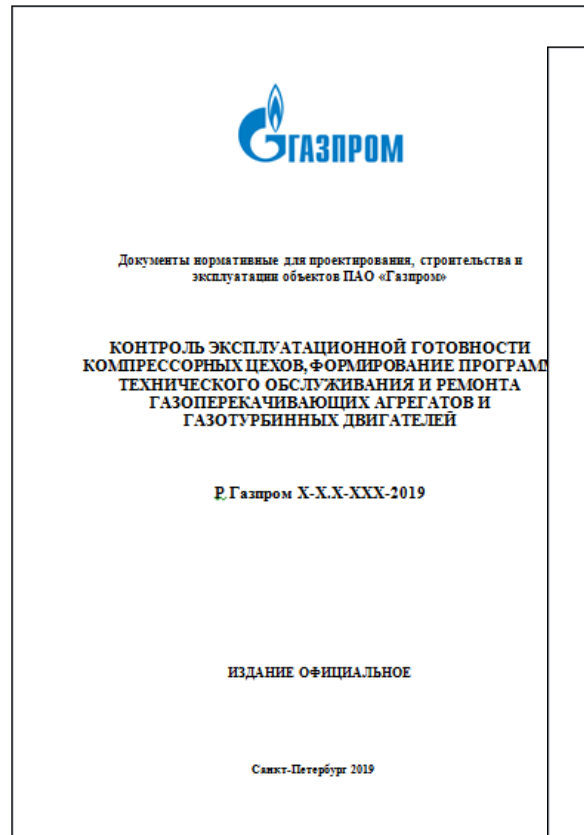 ГАЗПРОМ
Документы нормативные для проектирования, строительства и
эксплуатации объектов ПАО «Газпром»
КОНТРОЛЬ ЭКСПЛУАТАЦИОННОЙ ГОТОВНОСТИ
КОМПРЕССОРНЫХ ЦЕХОВ, ФОРМИРОВАНИЕ ПРОГРАММ
ТЕХНИЧЕСКОГО ОБСЛУЖИВАНИЯ И РЕМОНТА
ГАЗОПЕРЕКАЧИВАЮЩИХ АГРЕГАТОВ И
ГАЗОТУРБИННЫХ ДВИГАТЕЛЕЙ
Р Газпром Х-Х.Х-ХХХ-2019
ИЗДАНИЕ ОФИЦИАЛЬНОЕ
Санкт-Петербург 2019